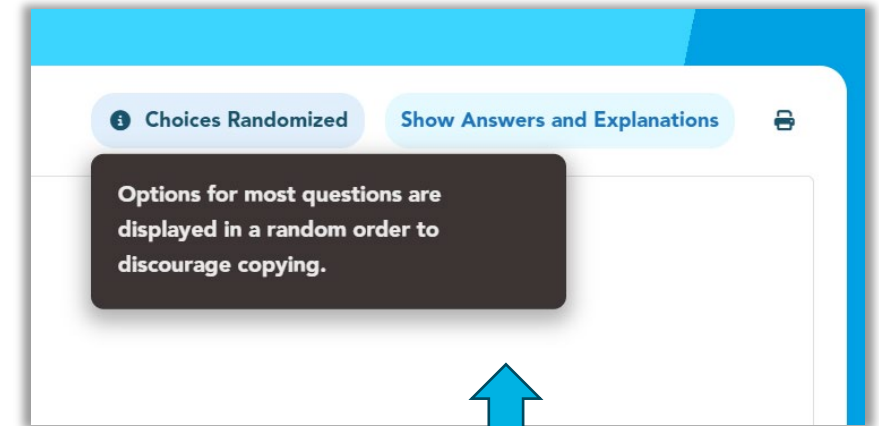 Choices Randomized
Show Answers and Explanations
Options for most questions are
displayed in a random order to
discourage copying.